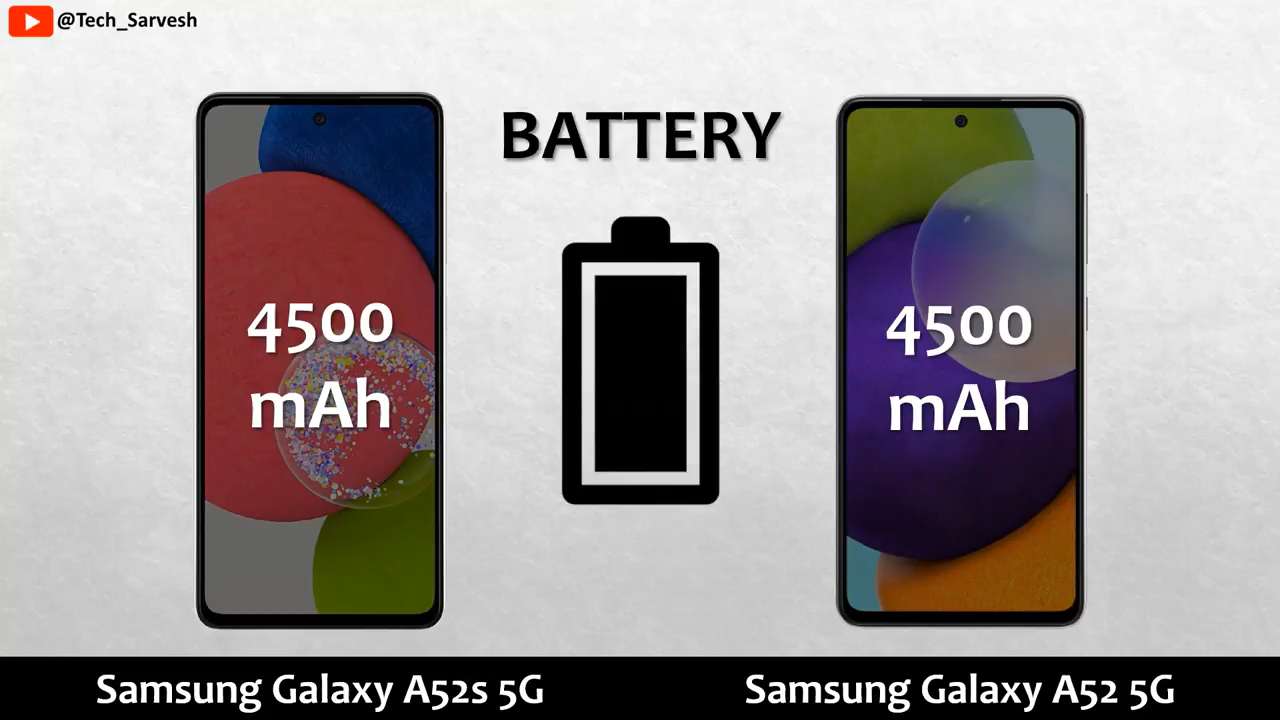 @Tech_Sarvesh
BATTERY
4500
mAh
4500
mAh
Samsung Galaxy A52s 5G
Samsung Galaxy A52 5G